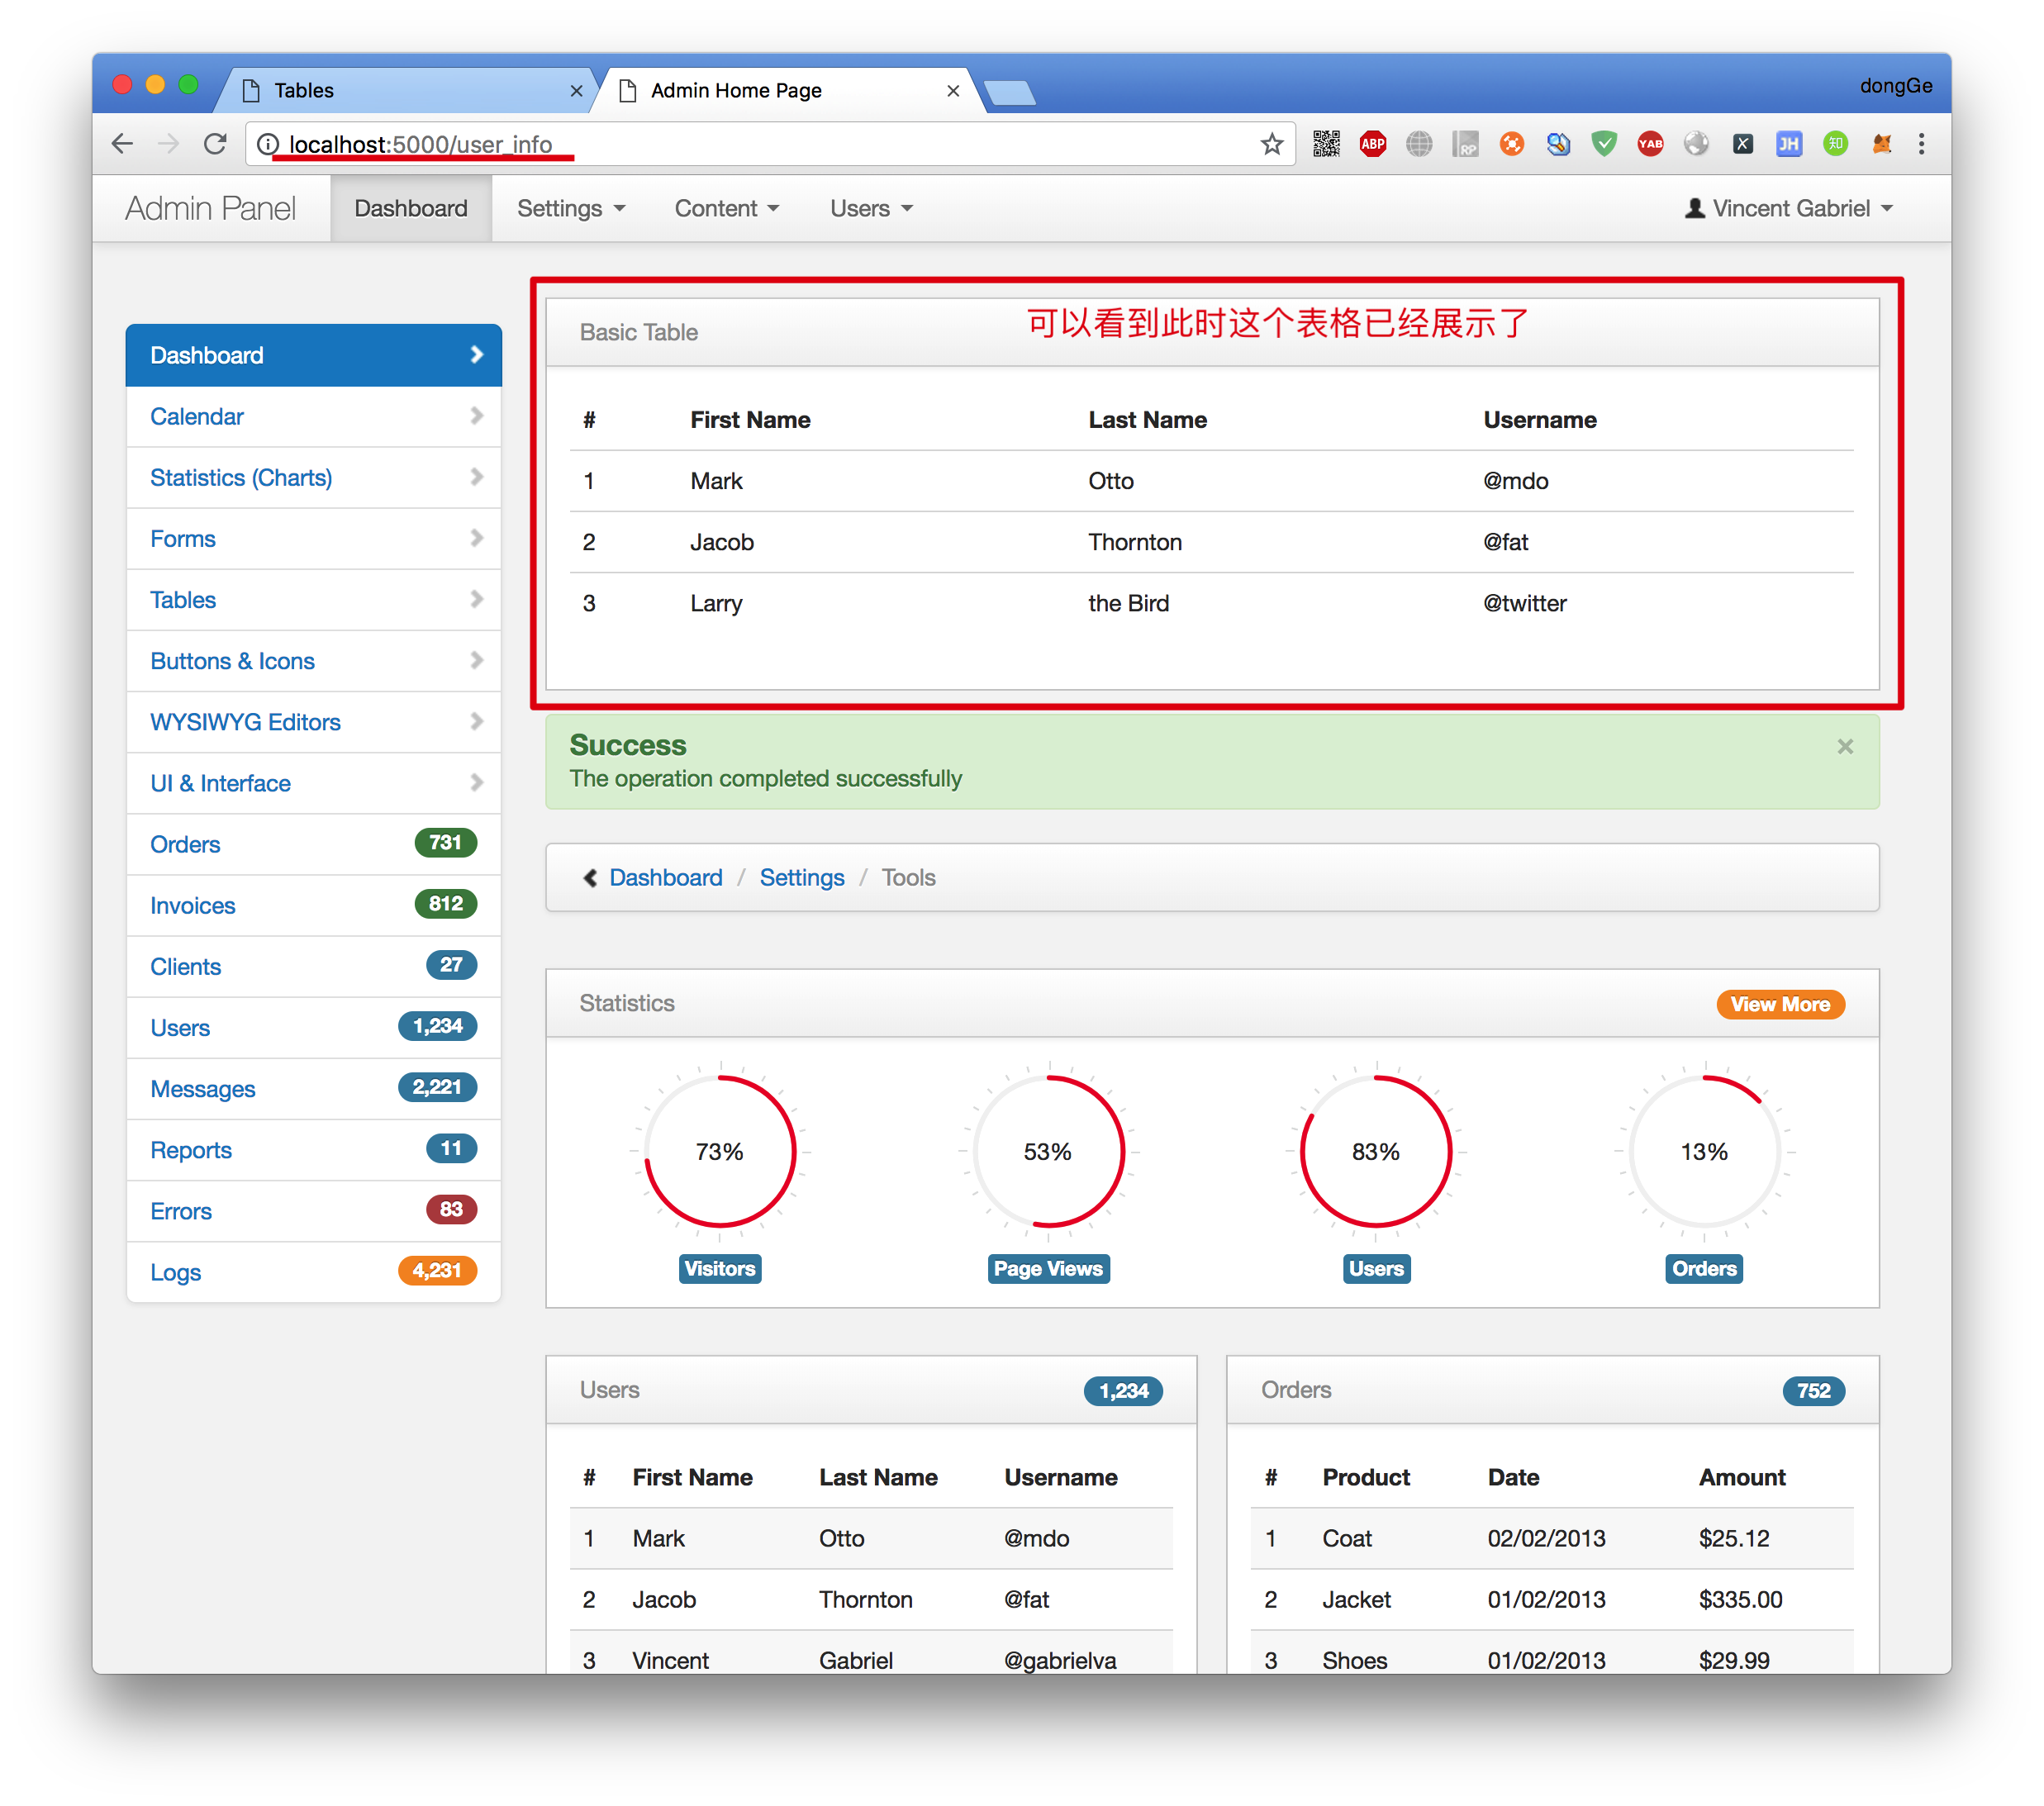 Tables
Admin Home Page
dongGe
localhost:5000/user_info
ABP
RP
YAB
X
JH
知
Admin Panel
Dashboard
Settings
Content
Users
Vincent Gabriel
Dashboard
Calendar
Statistics (Charts)
Forms
Tables
Buttons & Icons
WYSIWYG Editors
UI & Interface
Orders 731
Invoices 812
Clients 27
Users 1,234
Messages 2,221
Reports 11
Errors 83
Logs 4,231
Basic Table
可以看到此时这个表格已经展示了
# First Name Last Name Username
1 Mark Otto @mdo
2 Jacob Thornton @fat
3 Larry the Bird @twitter
Success
The operation completed successfully
Dashboard / Settings / Tools
Statistics View More
73% 53% 83% 13%
Visitors Page Views Users Orders
Users 1,234
# First Name Last Name Username
1 Mark Otto @mdo
2 Jacob Thornton @fat
3 Vincent Gabriel @gabrielva
Orders 752
# Product Date Amount
1 Coat 02/02/2013 $25.12
2 Jacket 01/02/2013 $335.00
3 Shoes 01/02/2013 $29.99